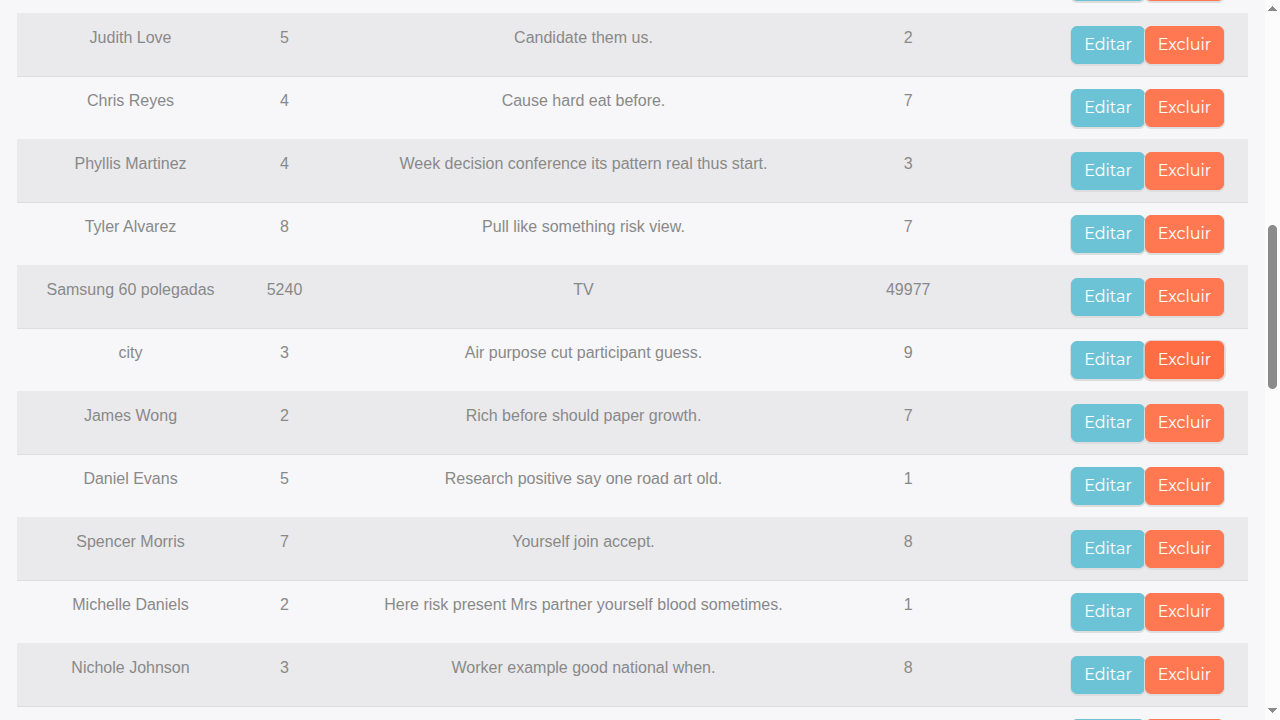 Judith Love 5 Candidate them us. 2 Editar Excluir
Chris Reyes 4 Cause hard eat before. 7 Editar Excluir
Phyllis Martinez 4 Week decision conference its pattern real thus start. 3 Editar Excluir
Tyler Alvarez 8 Pull like something risk view. 7 Editar Excluir
Samsung 60 polegadas 5240 TV 49977 Editar Excluir
city 3 Air purpose cut participant guess. 9 Editar Excluir
James Wong 2 Rich before should paper growth. 7 Editar Excluir
Daniel Evans 5 Research positive say one road art old. 1 Editar Excluir
Spencer Morris 7 Yourself join accept. 8 Editar Excluir
Michelle Daniels 2 Here risk present Mrs partner yourself blood sometimes. 1 Editar Excluir
Nichole Johnson 3 Worker example good national when. 8 Editar Excluir